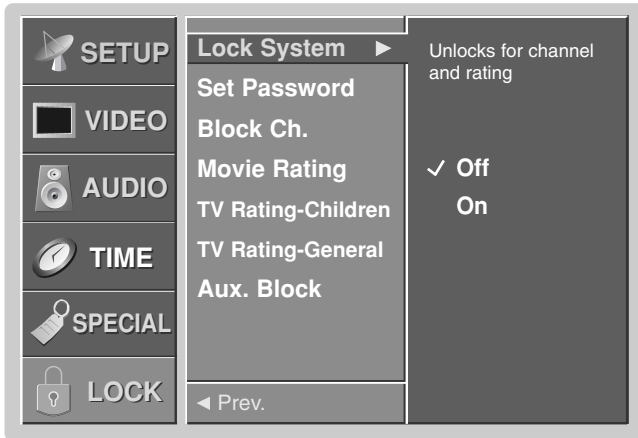 SETUP
VIDEO
AUDIO
TIME
SPECIAL
LOCK
Lock System ►
Set Password
Block Ch.
Movie Rating
TV Rating-Children
TV Rating-General
Aux. Block
◄ Prev.
Unlocks for channel
and rating
✓ Off
On